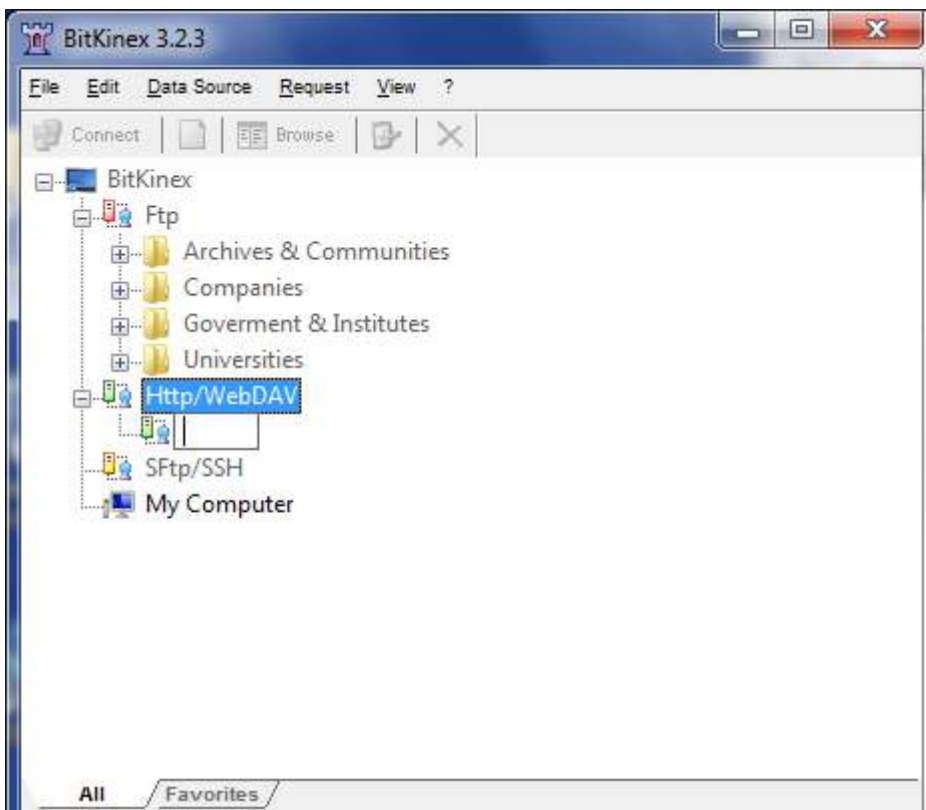 BitKinex 3.2.3
File Edit Data Source Request View ?
Connect Browse
BitKinex
Ftp
Archives & Communities
Companies
Goverment & Institutes
Universities
Http/WebDAV
SFtp/SSH
My Computer
All Favorites